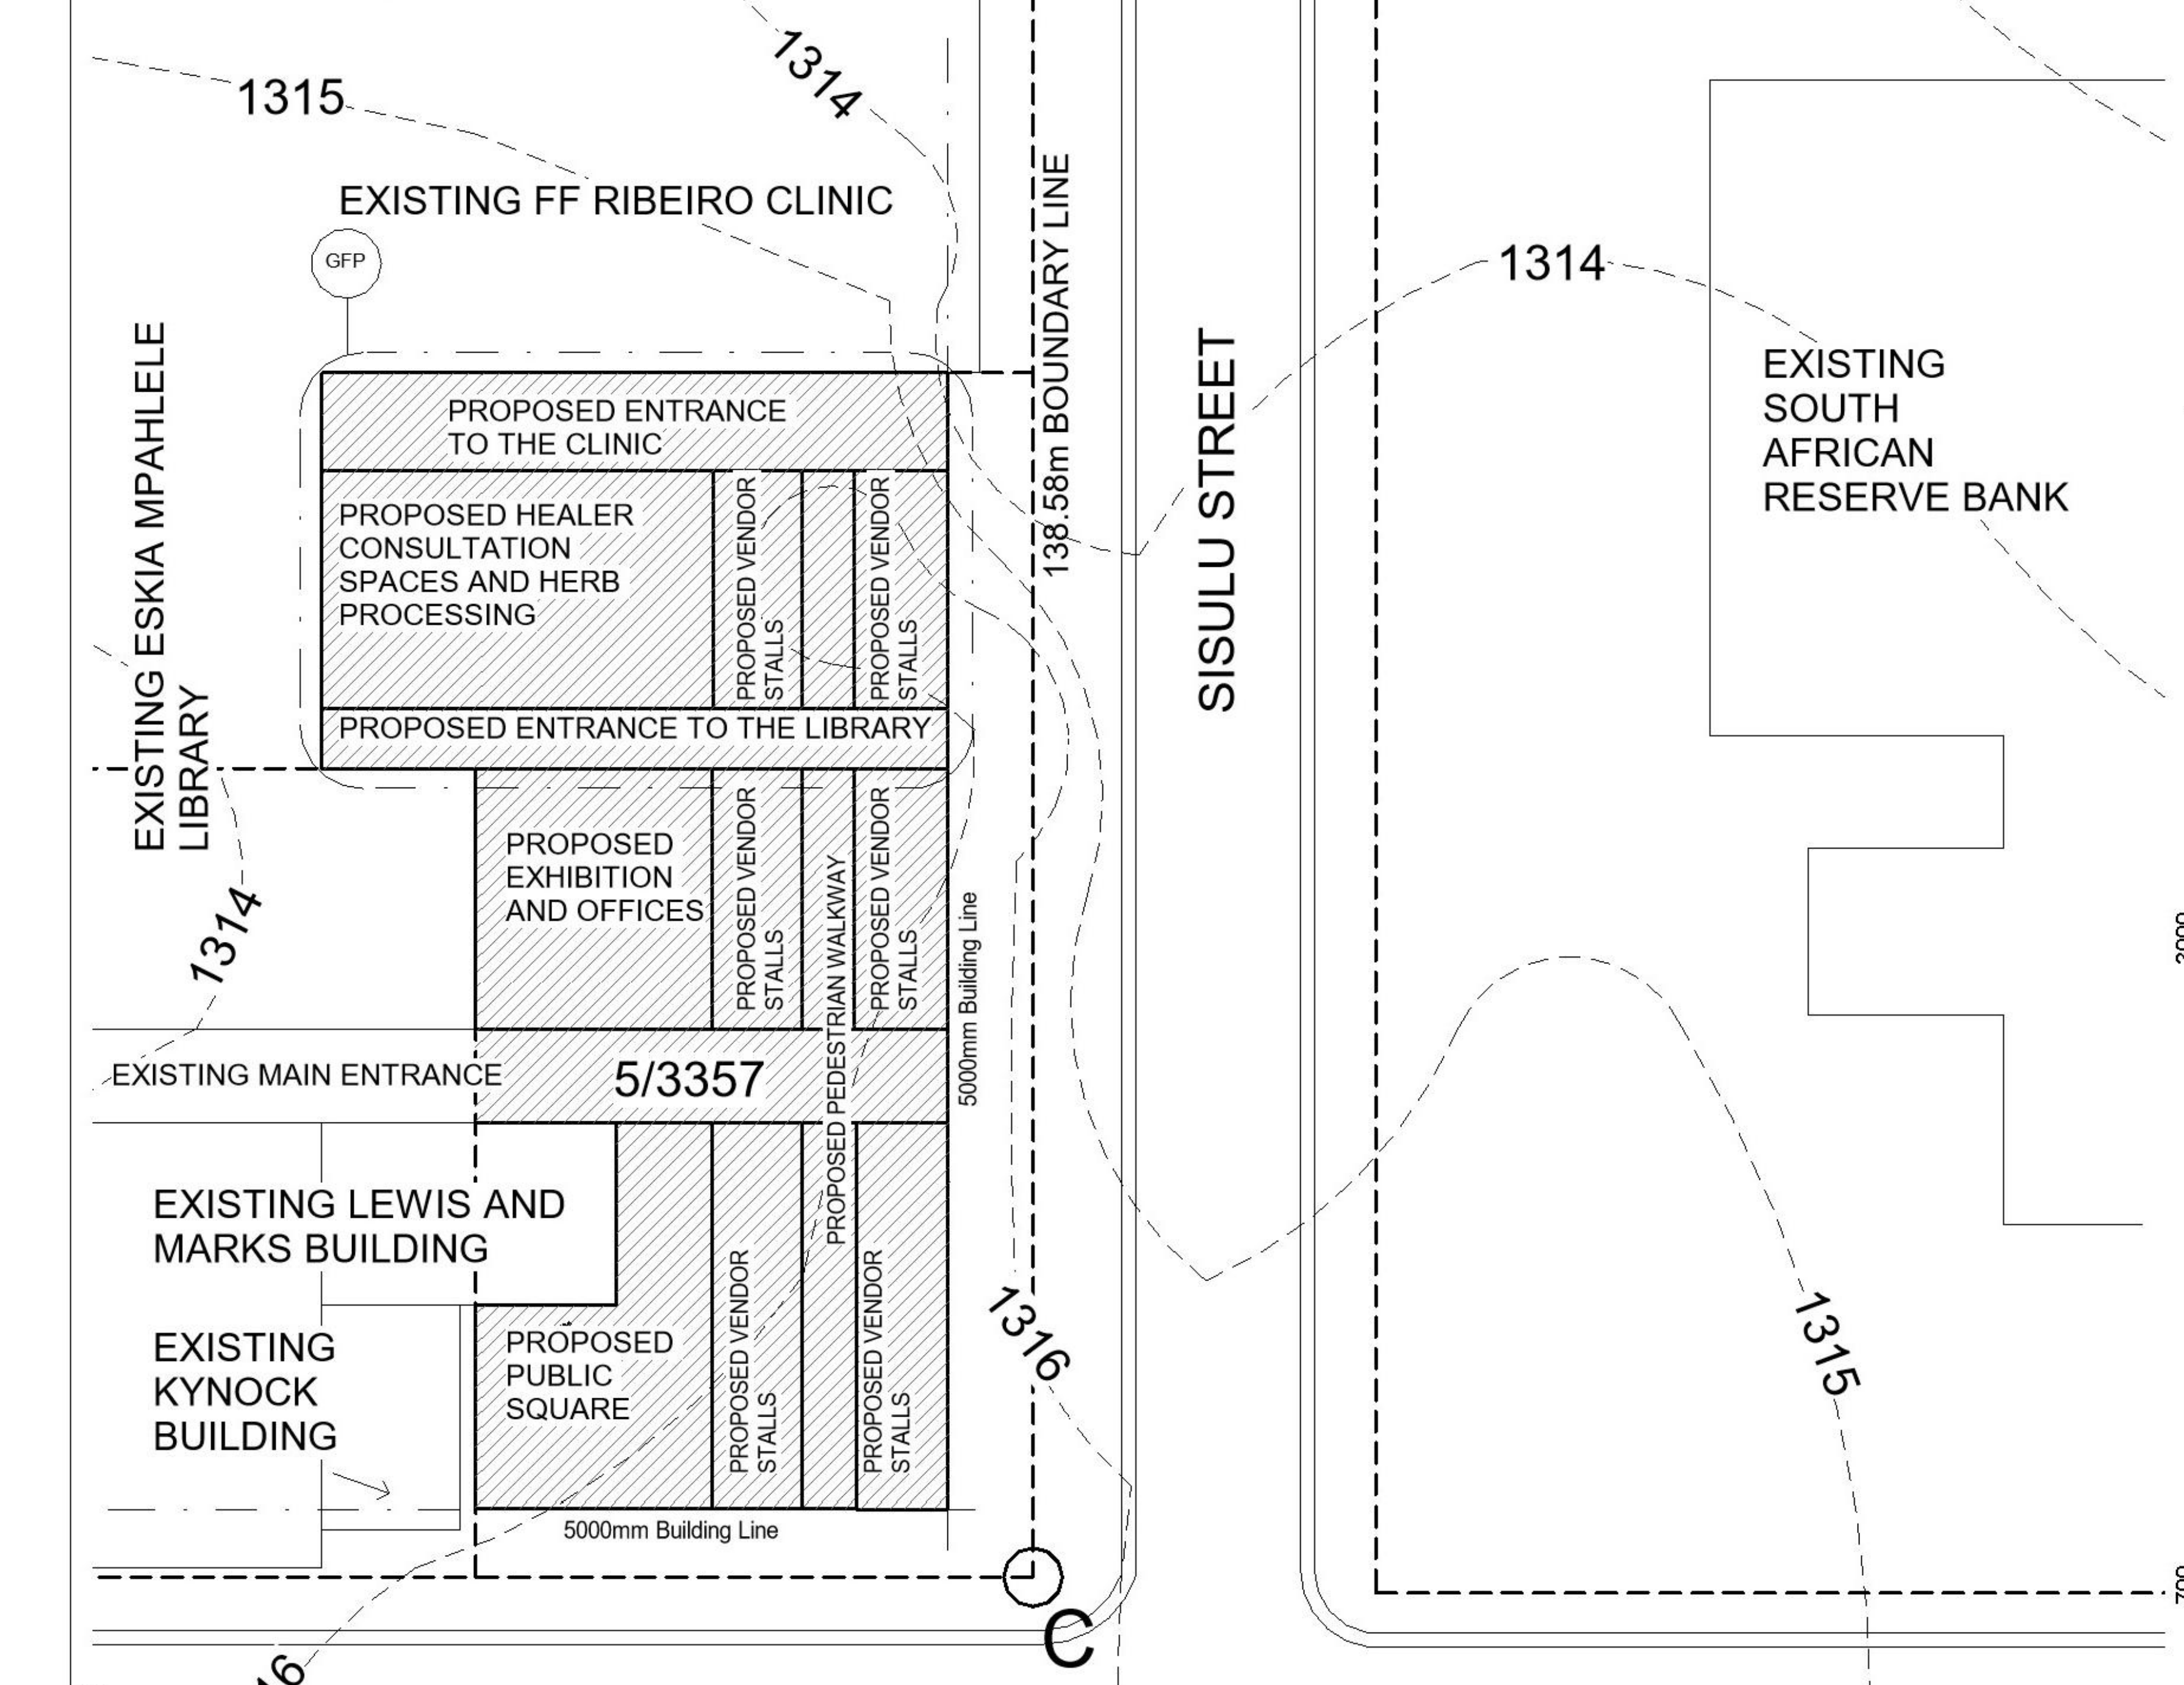 1315
1314
EXISTING FF RIBEIRO CLINIC
GFP
138.58m BOUNDARY LINE
1314
EXISTING ESKIA MPAHLELE
LIBRARY
SISULU STREET
EXISTING
SOUTH
AFRICAN
RESERVE BANK
PROPOSED ENTRANCE
TO THE CLINIC
PROPOSED HEALER
CONSULTATION
SPACES AND HERB
PROCESSING
PROPOSED VENDOR
STALLS
PROPOSED VENDOR
STALLS
PROPOSED ENTRANCE TO THE LIBRARY
PROPOSED
EXHIBITION
AND OFFICES
PROPOSED VENDOR
STALLS
PROPOSED PEDESTRIAN WALKWAY
PROPOSED VENDOR
STALLS
5000mm Building Line
1314
EXISTING MAIN ENTRANCE
5/3357
EXISTING LEWIS AND
MARKS BUILDING
EXISTING
KYNOCK
BUILDING
PROPOSED
PUBLIC
SQUARE
PROPOSED VENDOR
STALLS
PROPOSED VENDOR
STALLS
1316
1315
5000mm Building Line
C
16